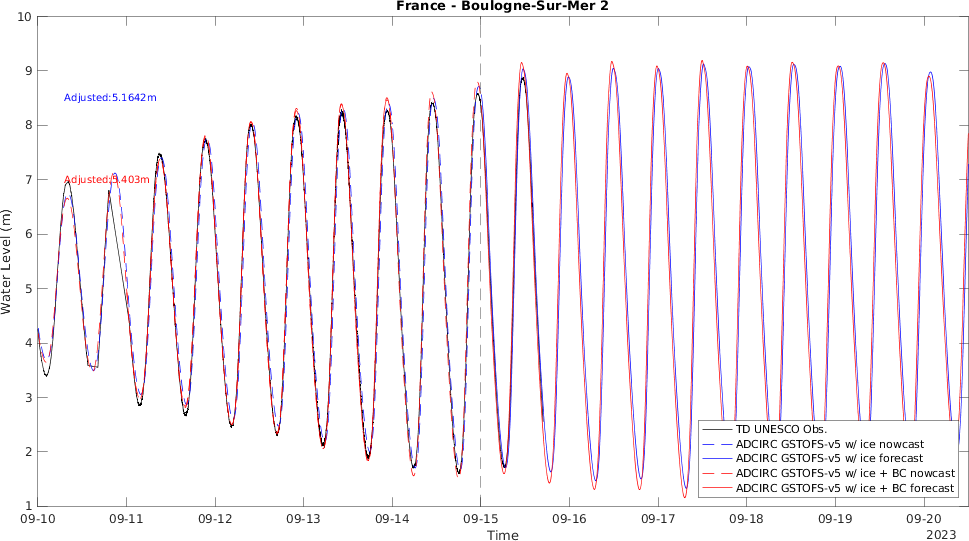 France - Boulogne-Sur-Mer 2
Water Level (m)
10
9
8
7
6
5
4
3
2
1
Adjusted:5.1642m
Adjusted:5.403m
TD UNESCO Obs.
ADCIRC GSTOFS-v5 w/ ice nowcast
ADCIRC GSTOFS-v5 w/ ice forecast
ADCIRC GSTOFS-v5 w/ ice + BC nowcast
ADCIRC GSTOFS-v5 w/ ice + BC forecast
09-10 09-11 09-12 09-13 09-14 09-15 09-16 09-17 09-18 09-19 09-20
Time
2023